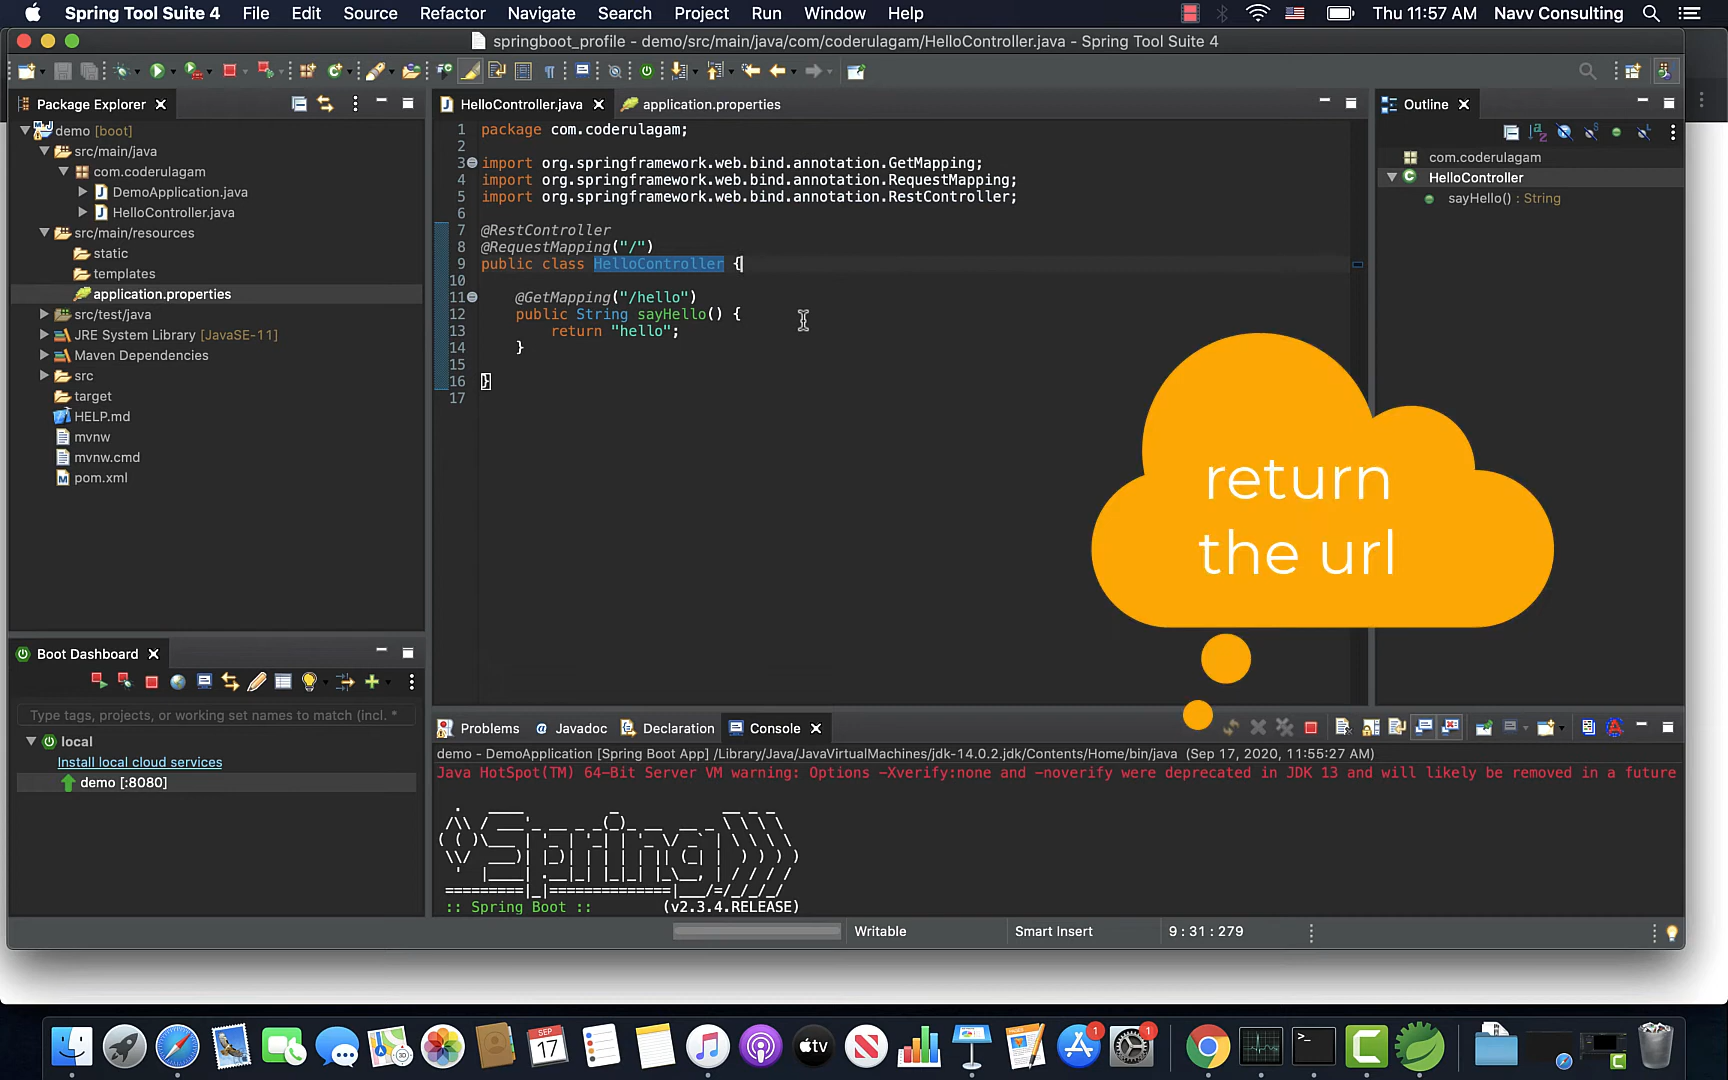 Spring Tool Suite 4 File Edit Source Refactor Navigate Search Project Run Window Help Thu 11:57 AM Navv Consulting
springboot_profile - demo/src/main/java/com/coderulagam/HelloController.java - Spring Tool Suite 4
Package Explorer
demo [boot]
src/main/java
com.coderulagam
DemoApplication.java
HelloController.java
src/main/resources
static
templates
application.properties
src/test/java
JRE System Library [JavaSE-11]
Maven Dependencies
src
target
HELP.md
mvnw
mvnw.cmd
pom.xml
HelloController.java application.properties
1 package com.coderulagam;
2
3 import org.springframework.web.bind.annotation.GetMapping;
4 import org.springframework.web.bind.annotation.RequestMapping;
5 import org.springframework.web.bind.annotation.RestController;
6
7 @RestController
8 @RequestMapping("/")
9 public class HelloController {
10
11 @GetMapping("/hello")
12 public String sayHello() {
13 return "hello";
14 }
15
16 }
17
Outline
com.coderulagam
HelloController
sayHello() : String
return
the url
Boot Dashboard
Type tags, projects, or working set names to match (incl. *
local
Install local cloud services
demo [:8080]
Problems @ Javadoc Declaration Console
demo - DemoApplication [Spring Boot App] /Library/Java/JavaVirtualMachines/jdk-14.0.2.jdk/Contents/Home/bin/java (Sep 17, 2020, 11:55:27 AM)
Java HotSpot(TM) 64-Bit Server VM warning: Options -Xverify:none and -noverify were deprecated in JDK 13 and will likely be removed in a future
Spring
:: Spring Boot :: (v2.3.4.RELEASE)
Writable Smart Insert 9 : 31 : 279
SEP
17
tv
1
1